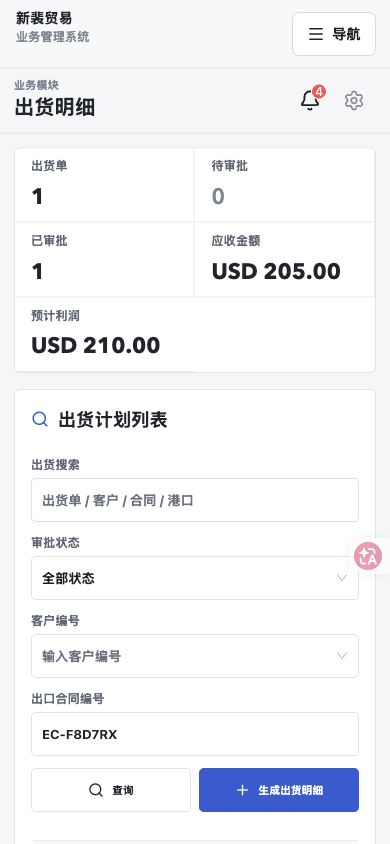 新裴贸易
业务管理系统
导航
业务模块
出货明细
4
出货单
1
待审批
0
已审批
1
应收金额
USD 205.00
预计利润
USD 210.00
出货计划列表
出货搜索
出货单 / 客户 / 合同 / 港口
审批状态
全部状态
客户编号
输入客户编号
出口合同编号
EC-F8D7RX
查询
生成出货明细